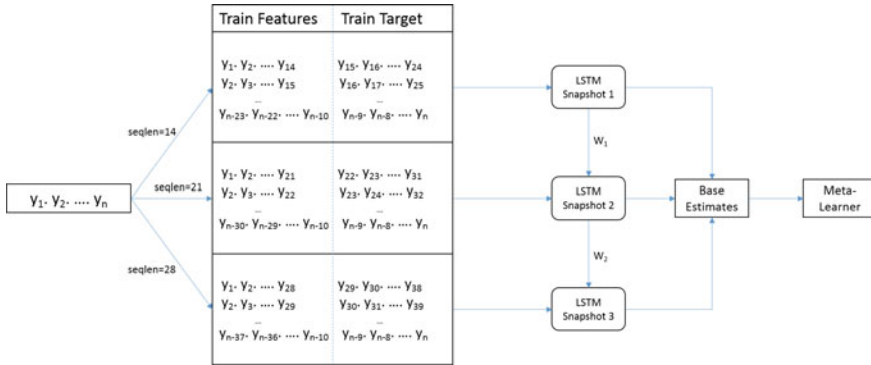 Train Features Train Target
y1. y2. .... y14 y15. y16. .... y24
y2. y3. .... y15 y16. y17. .... y25
... ...
yn-23. yn-22. .... yn-10 yn-9. yn-8. .... yn
seqlen=14
LSTM
Snapshot 1
W1
y1. y2. .... yn
seqlen=21
y1. y2. .... y21 y22. y23. .... y31
y2. y3. .... y22 y23. y24. .... y32
... ...
yn-30. yn-29. .... yn-10 yn-9. yn-8. .... yn
LSTM
Snapshot 2
Base
Estimates
Meta-
Learner
W2
seqlen=28
y1. y2. .... y28 y29. y30. .... y38
y2. y3. .... y29 y30. y31. .... y39
... ...
yn-37. yn-36. .... yn-10 yn-9. yn-8. .... yn
LSTM
Snapshot 3